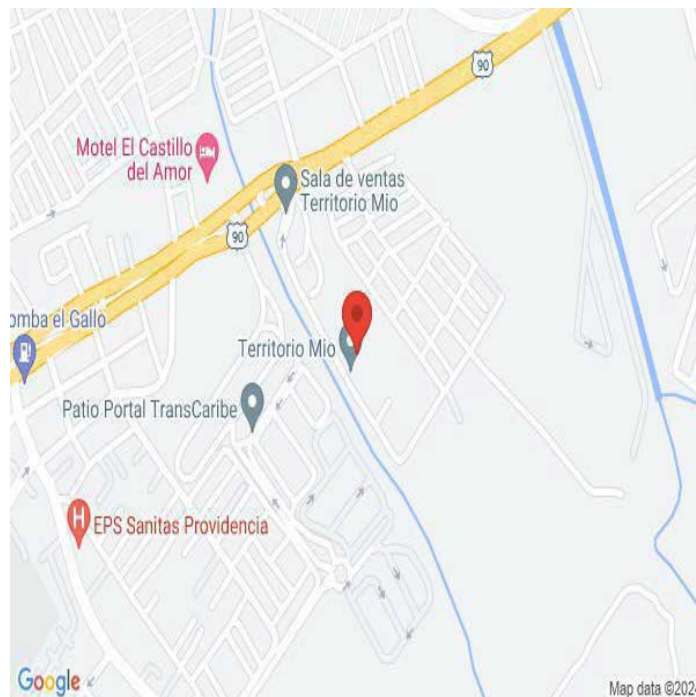 90
Motel El Castillo
del Amor
Sala de ventas
Territorio Mio
90
omba el Gallo
Territorio Mio
Patio Portal TransCaribe
H
EPS Sanitas Providencia
Google
Map data ©202